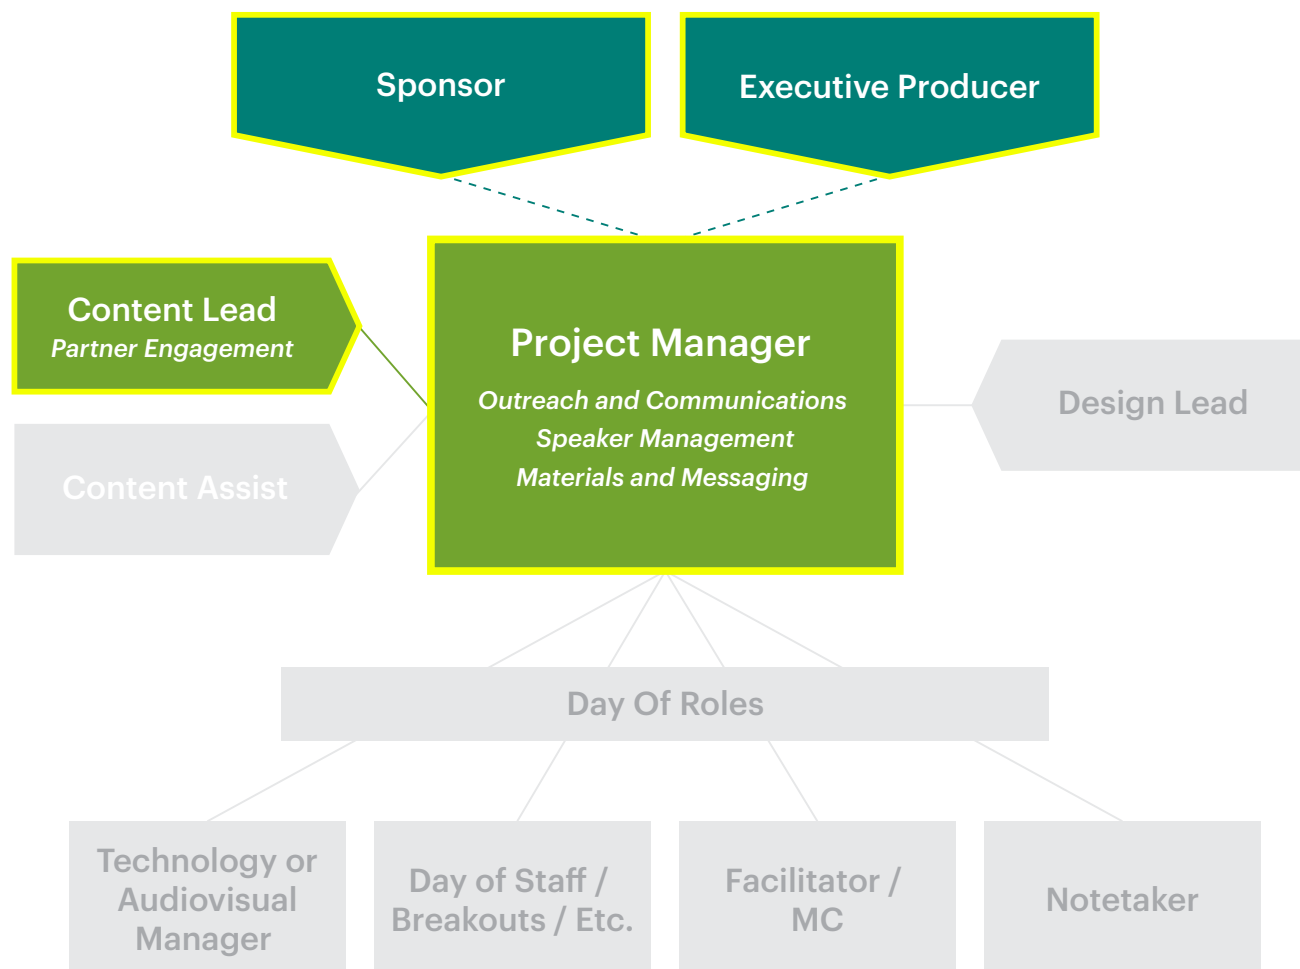 Sponsor
Executive Producer
Content Lead
Partner Engagement
Project Manager
Outreach and Communications
Speaker Management
Materials and Messaging
Design Lead
Content Assist
Day Of Roles
Technology or
Audiovisual
Manager
Day of Staff /
Breakouts / Etc.
Facilitator /
MC
Notetaker